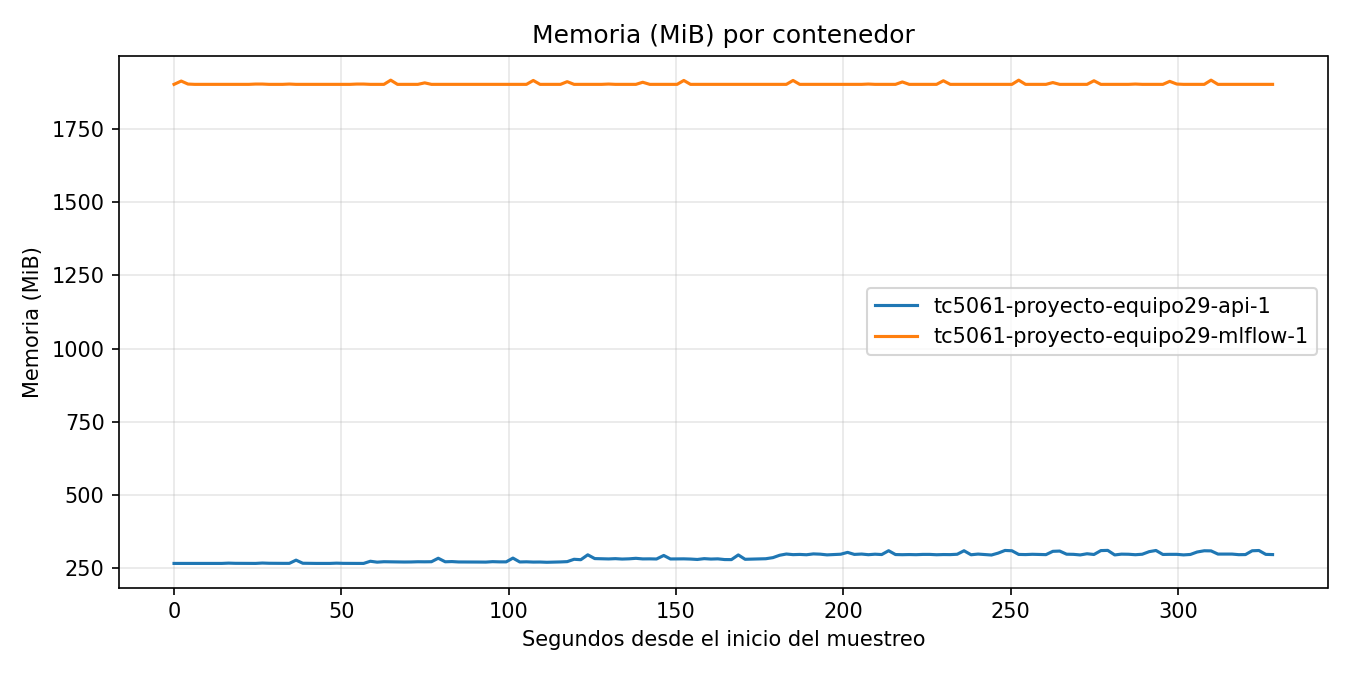 Memoria (MiB) por contenedor
Memoria (MiB)
1750
1500
1250
1000
750
500
250
tc5061-proyecto-equipo29-api-1
tc5061-proyecto-equipo29-mlflow-1
0 50 100 150 200 250 300
Segundos desde el inicio del muestreo